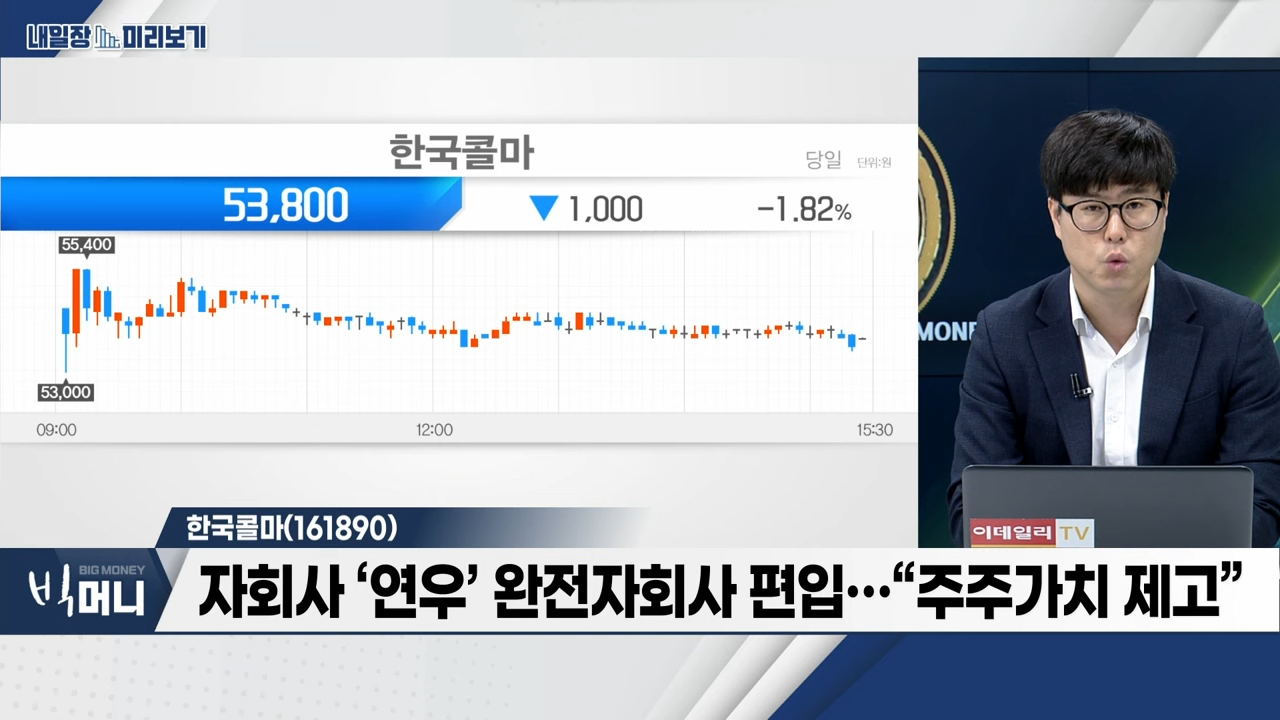 내일장 미리보기
한국콜마
당일 단위:원
53,800 ▼ 1,000 -1.82%
55,400
53,000
09:00 12:00 15:30
MONE
이데일리 TV
한국콜마(161890)
BIG MONEY
빅머니
자회사 ‘연우’ 완전자회사 편입…“주주가치 제고”